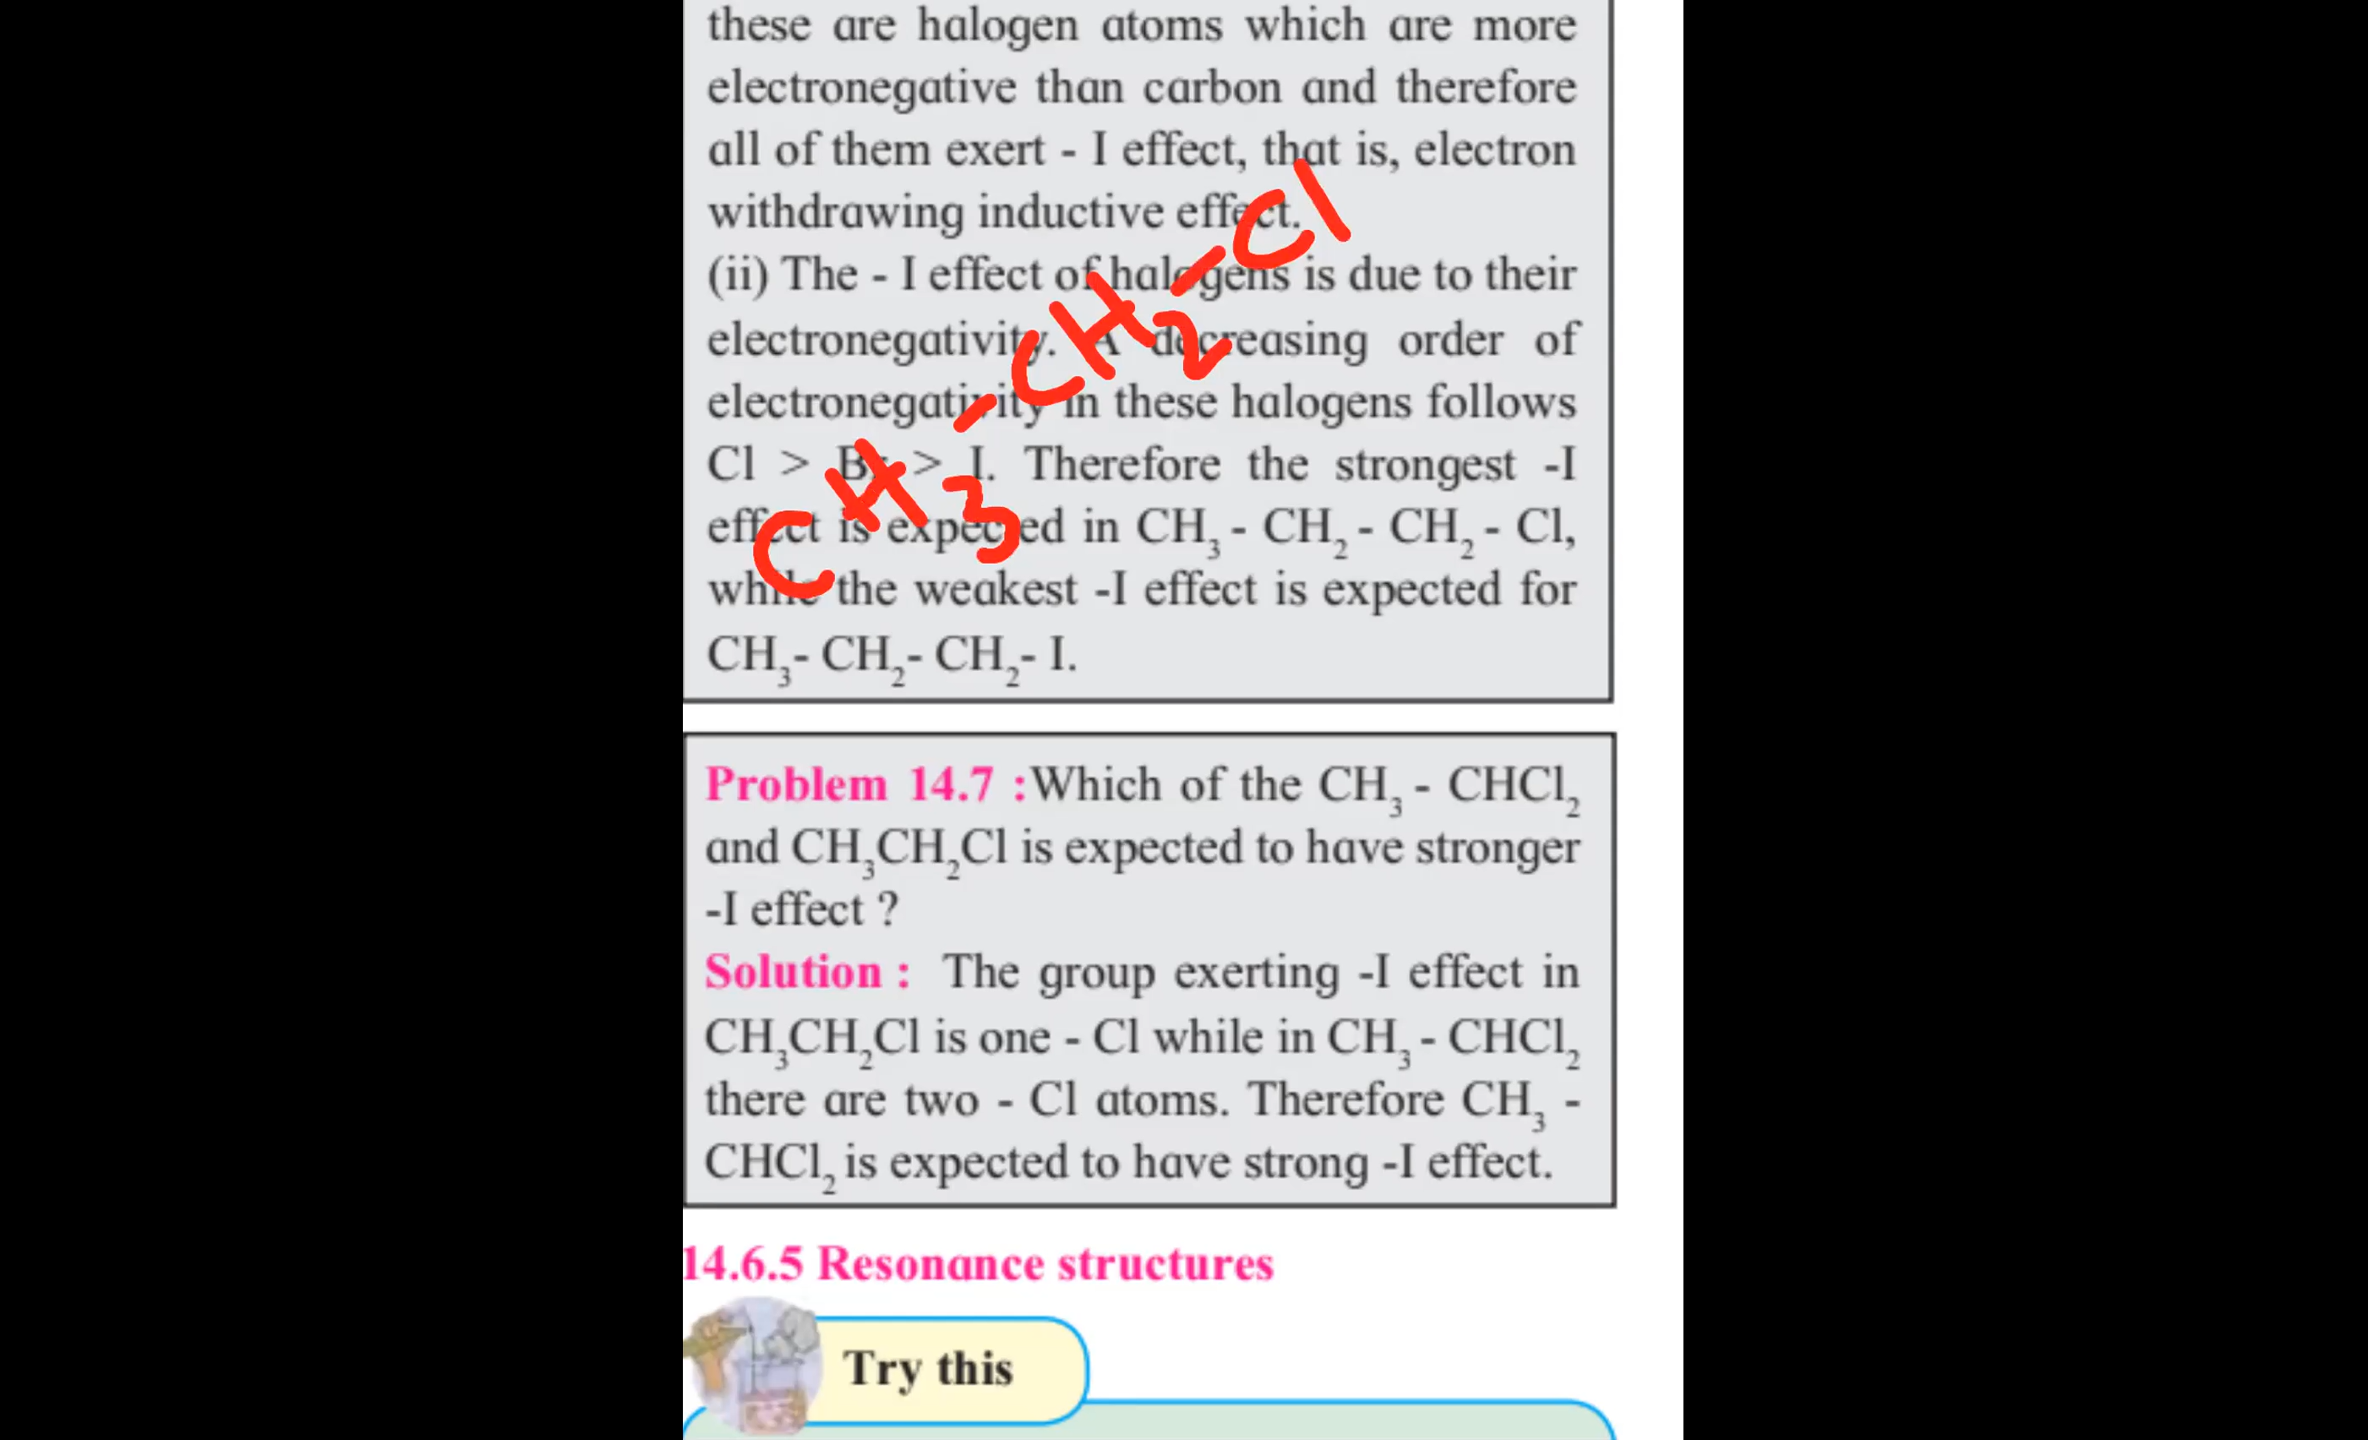 these are halogen atoms which are more
electronegative than carbon and therefore
all of them exert - I effect, that is, electron
withdrawing inductive effect.
(ii) The - I effect of halogens is due to their
electronegativity. A decreasing order of
electronegativity in these halogens follows
Cl > Br > I. Therefore the strongest -I
effect is expected in CH₃ - CH₂ - CH₂ - Cl,
while the weakest -I effect is expected for
CH₃- CH₂- CH₂- I.
CH3-CH2-Cl
Problem 14.7 :Which of the CH₃ - CHCl₂
and CH₃CH₂Cl is expected to have stronger
-I effect ?
Solution : The group exerting -I effect in
CH₃CH₂Cl is one - Cl while in CH₃ - CHCl₂
there are two - Cl atoms. Therefore CH₃ -
CHCl₂ is expected to have strong -I effect.
14.6.5 Resonance structures
Try this